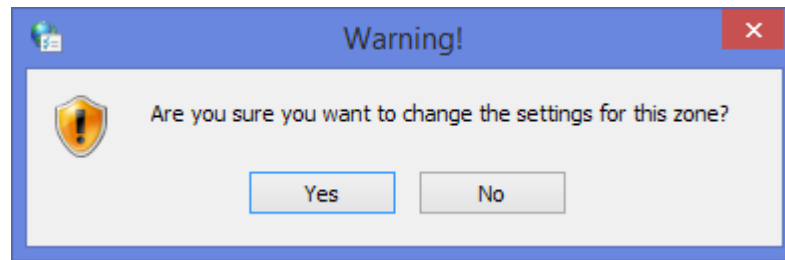 Warning!
Are you sure you want to change the settings for this zone?
Yes No